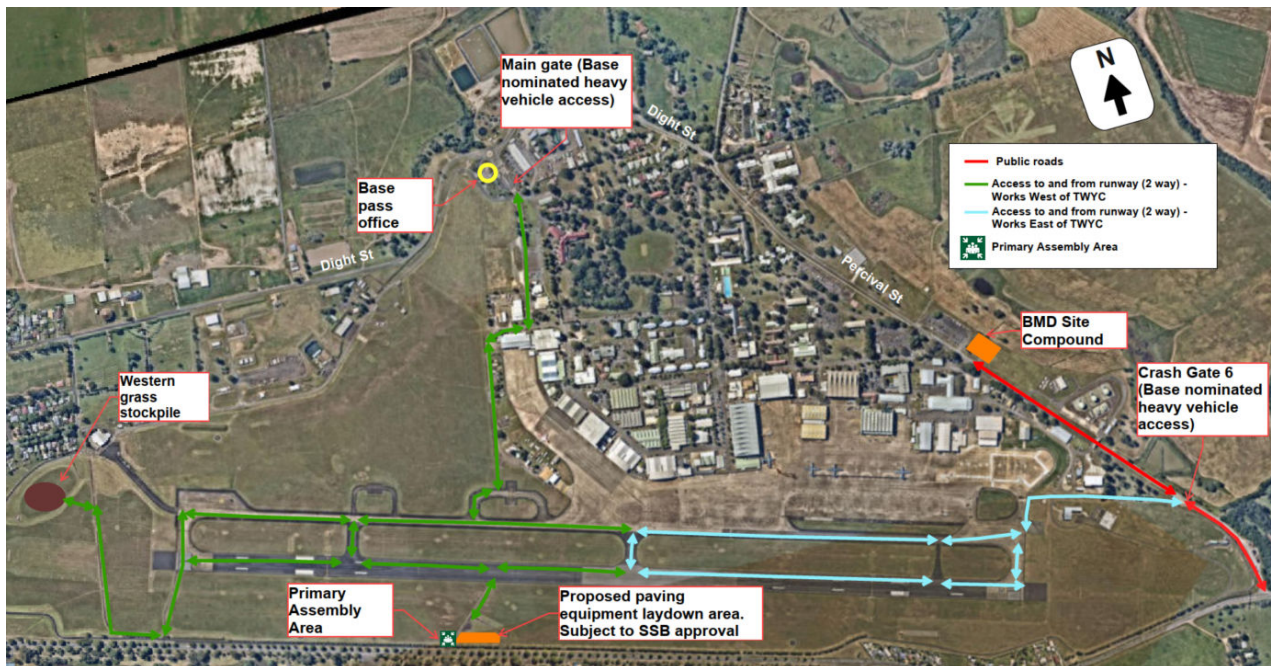 Main gate (Base
nominated heavy
vehicle access)
Dight St
N
Public roads
Access to and from runway (2 way) -
Works West of TWYC
Access to and from runway (2 way) -
Works East of TWYC
Primary Assembly Area
Base
pass
office
Dight St
Percival St
BMD Site
Compound
Crash Gate 6
(Base nominated
heavy vehicle
access)
Western
grass
stockpile
Primary
Assembly
Area
Proposed paving
equipment laydown area.
Subject to SSB approval